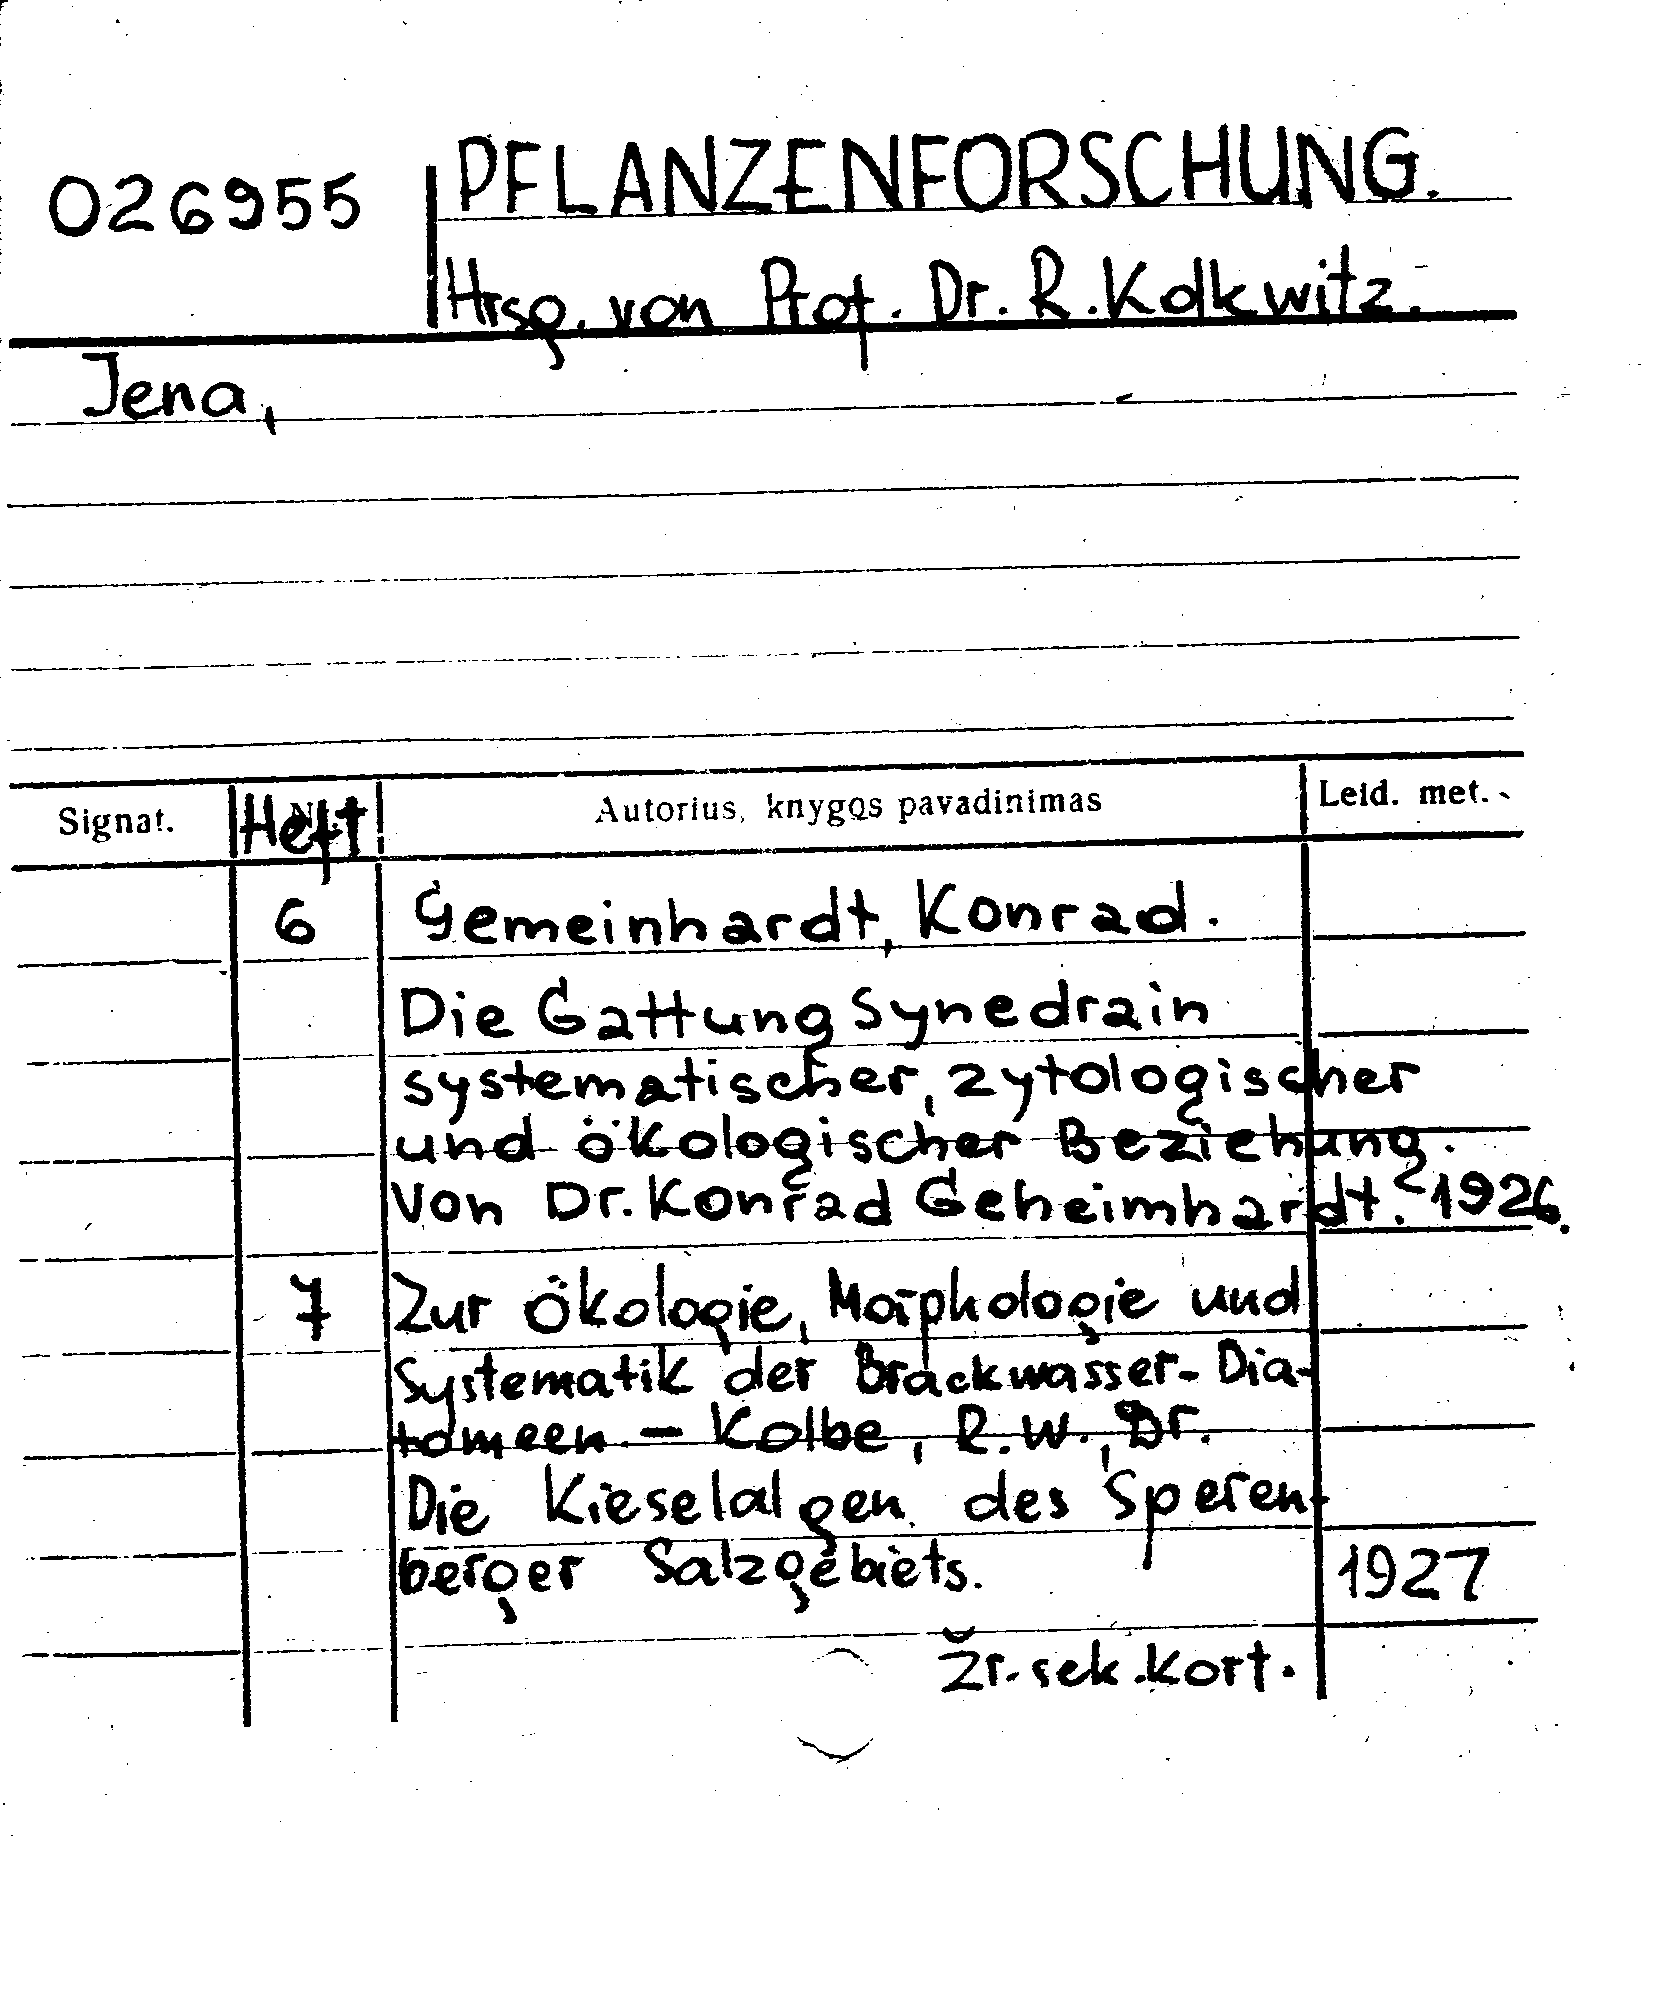 026955
PFLANZENFORSCHUNG.
Hrsg. von Prof. Dr. R. Kolkwitz.
Jena,
Signat. Heft Autorius, knygos pavadinimas Leid. met.
6 Gemeinhardt, Konrad.
Die Gattung Synedrain
systematischer, zytologischer
und ökologischer Beziehung.
Von Dr. Konrad Geheimhardt. 1926.
7 Zur Ökologie, Morphologie und
Systematik der Brackwasser-Dia-
tomeen. – Kolbe, R.W., Dr.
Die Kieselalgen des Speren-
berger Salzgebiets. 1927
Žr. sek. kort.